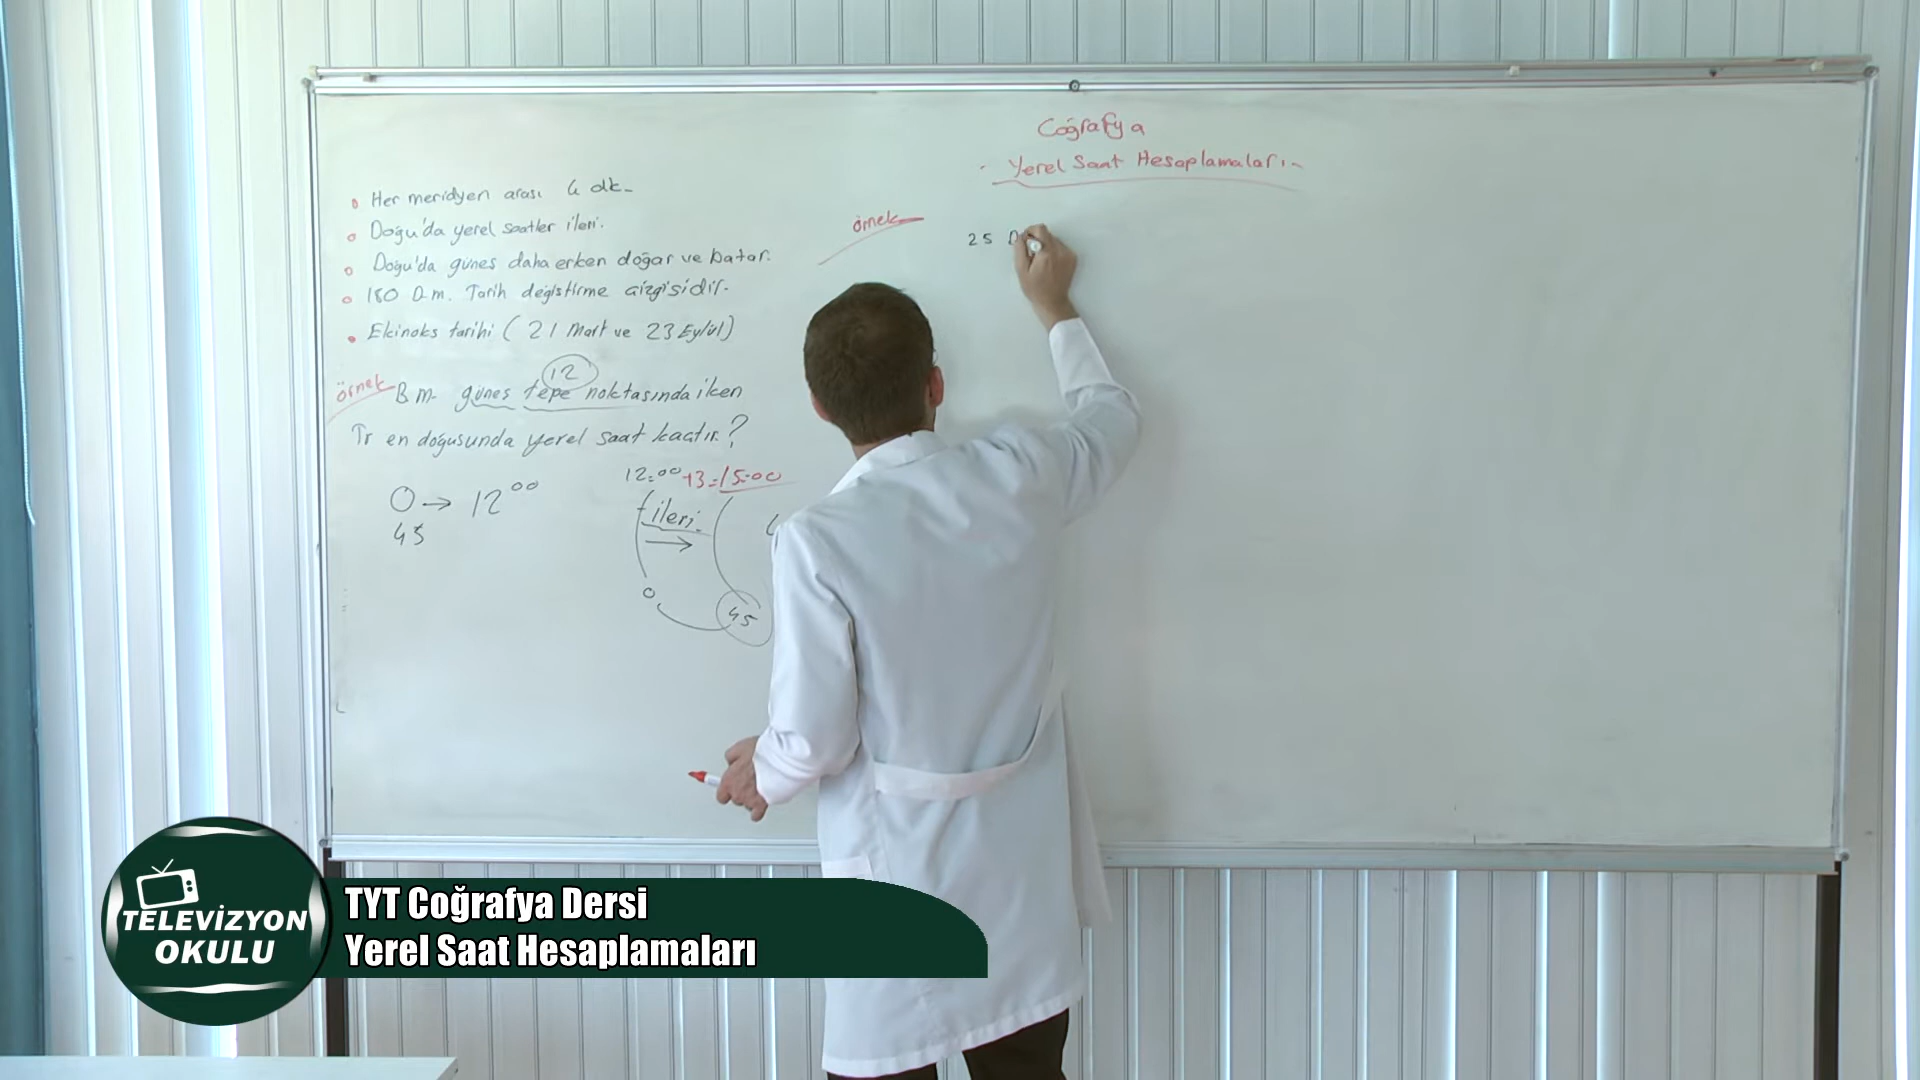 Coğrafya
- Yerel Saat Hesaplamaları -
Her meridyen arası 4 dk.
Doğu'da yerel saatler ileri.
Doğu'da güneş daha erken doğar ve batar.
180 D.m. Tarih değiştirme çizgisidir.
Ekinoks tarihi (21 Mart ve 23 Eylül)
örnek
12
B.m güneş tepe noktasında iken
Tr en doğusunda yerel saat kaçtır?
0 → 12 00
45
12:00 +3=15:00
ileri.
0
45
örnek
25
TELEVİZYON
OKULU
TYT Coğrafya Dersi
Yerel Saat Hesaplamaları